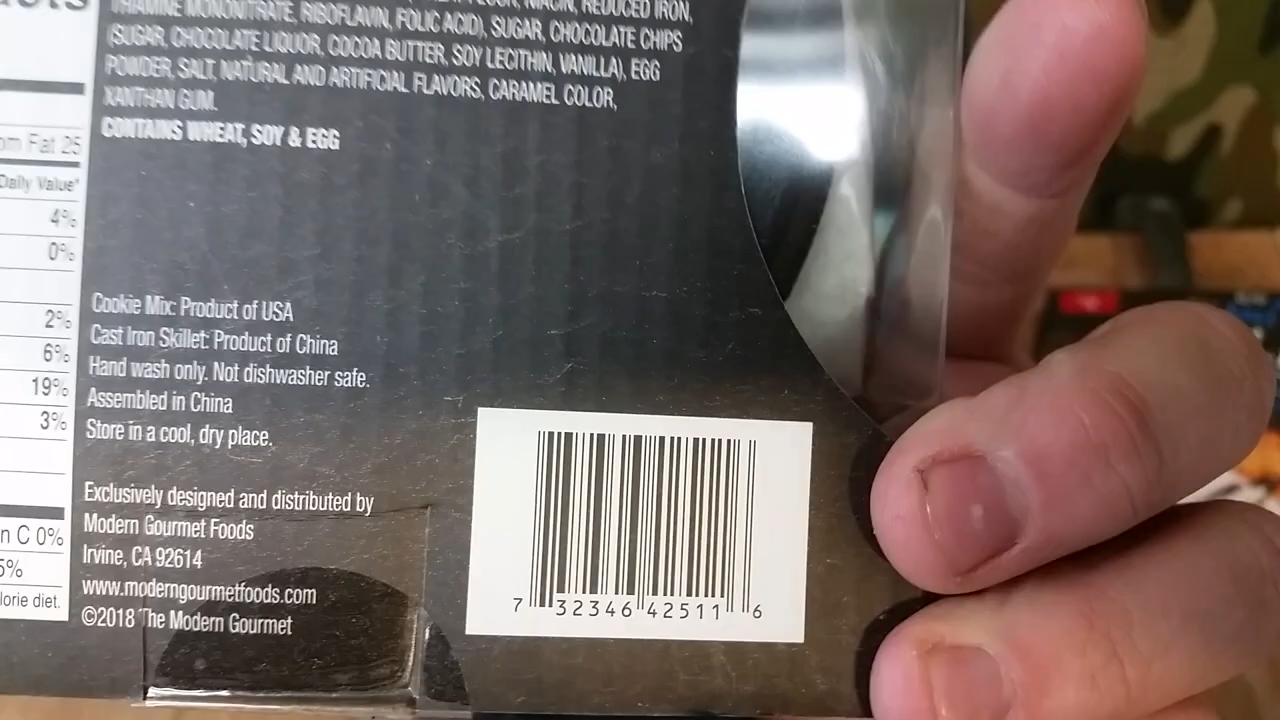 NIACIN, REDUCED IRON,
THIAMINE MONONITRATE, RIBOFLAVIN, FOLIC ACID), SUGAR, CHOCOLATE CHIPS
(SUGAR, CHOCOLATE LIQUOR, COCOA BUTTER, SOY LECITHIN, VANILLA), EGG
POWDER, SALT, NATURAL AND ARTIFICIAL FLAVORS, CARAMEL COLOR,
XANTHAN GUM.
CONTAINS WHEAT, SOY & EGG
om Fat 25
Daily Value*
4%
0%
2%
6%
19%
3%
n C 0%
5%
lorie diet.
Cookie Mix: Product of USA
Cast Iron Skillet: Product of China
Hand wash only. Not dishwasher safe.
Assembled in China
Store in a cool, dry place.
Exclusively designed and distributed by
Modern Gourmet Foods
Irvine, CA 92614
www.moderngourmetfoods.com
©2018 The Modern Gourmet
7 32346 42511 6